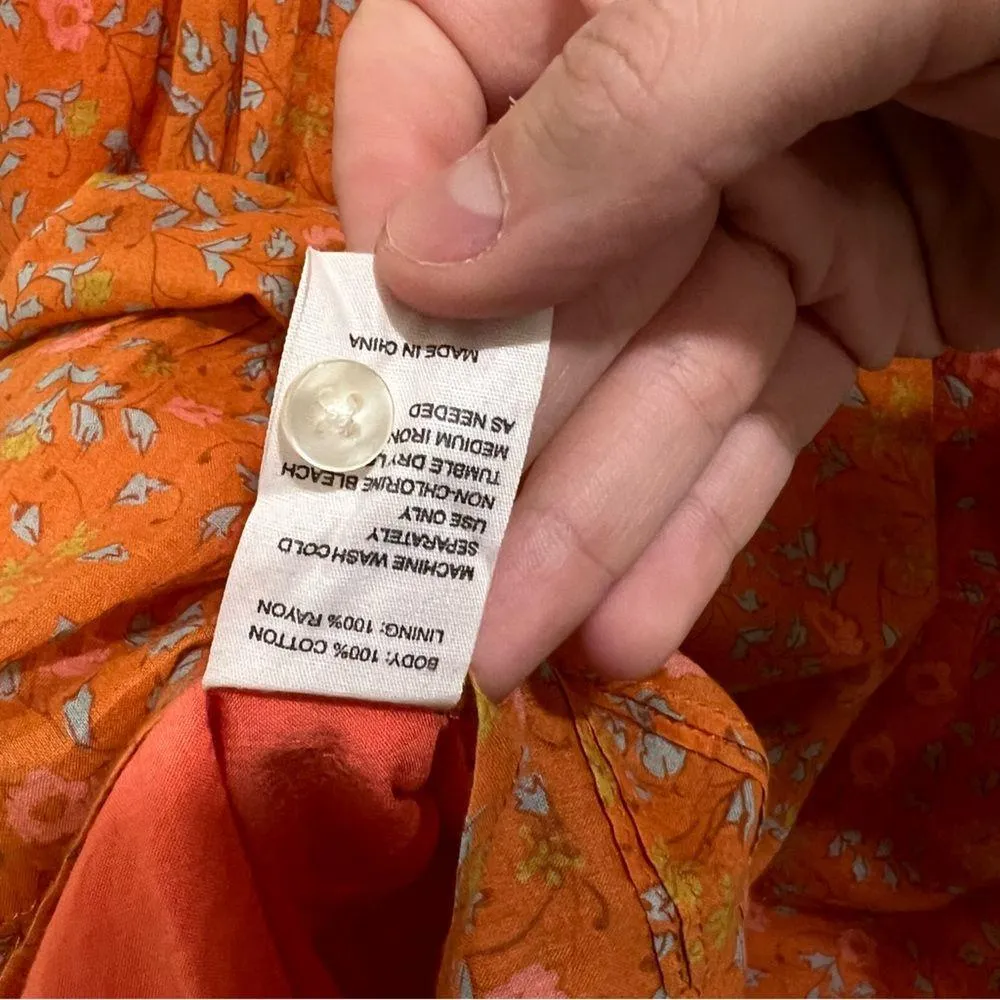 BODY: 100% COTTON
LINING: 100% RAYON
MACHINE WASH COLD
SEPARATELY
USE ONLY
NON-CHLORINE BLEACH
TUMBLE DRY
MEDIUM IRON
AS NEEDED
MADE IN CHINA